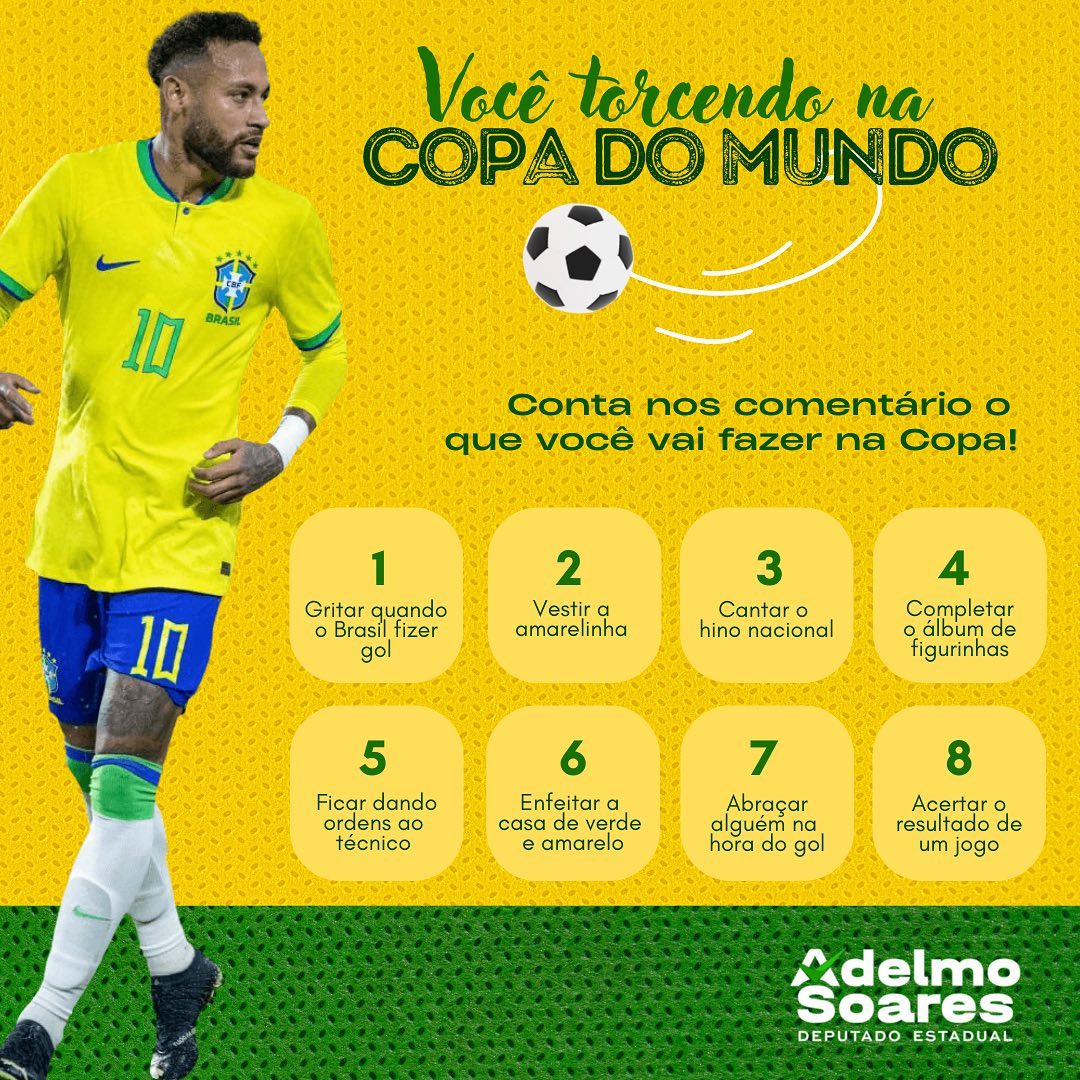 Você torcendo na
COPA DO MUNDO
CBF
BRASIL
10
Conta nos comentário o
que você vai fazer na Copa!
1
Gritar quando
o Brasil fizer
gol
2
Vestir a
amarelinha
3
Cantar o
hino nacional
4
Completar
o álbum de
figurinhas
10
5
Ficar dando
ordens ao
técnico
6
Enfeitar a
casa de verde
e amarelo
7
Abraçar
alguém na
hora do gol
8
Acertar o
resultado de
um jogo
Adelmo
Soares
DEPUTADO ESTADUAL